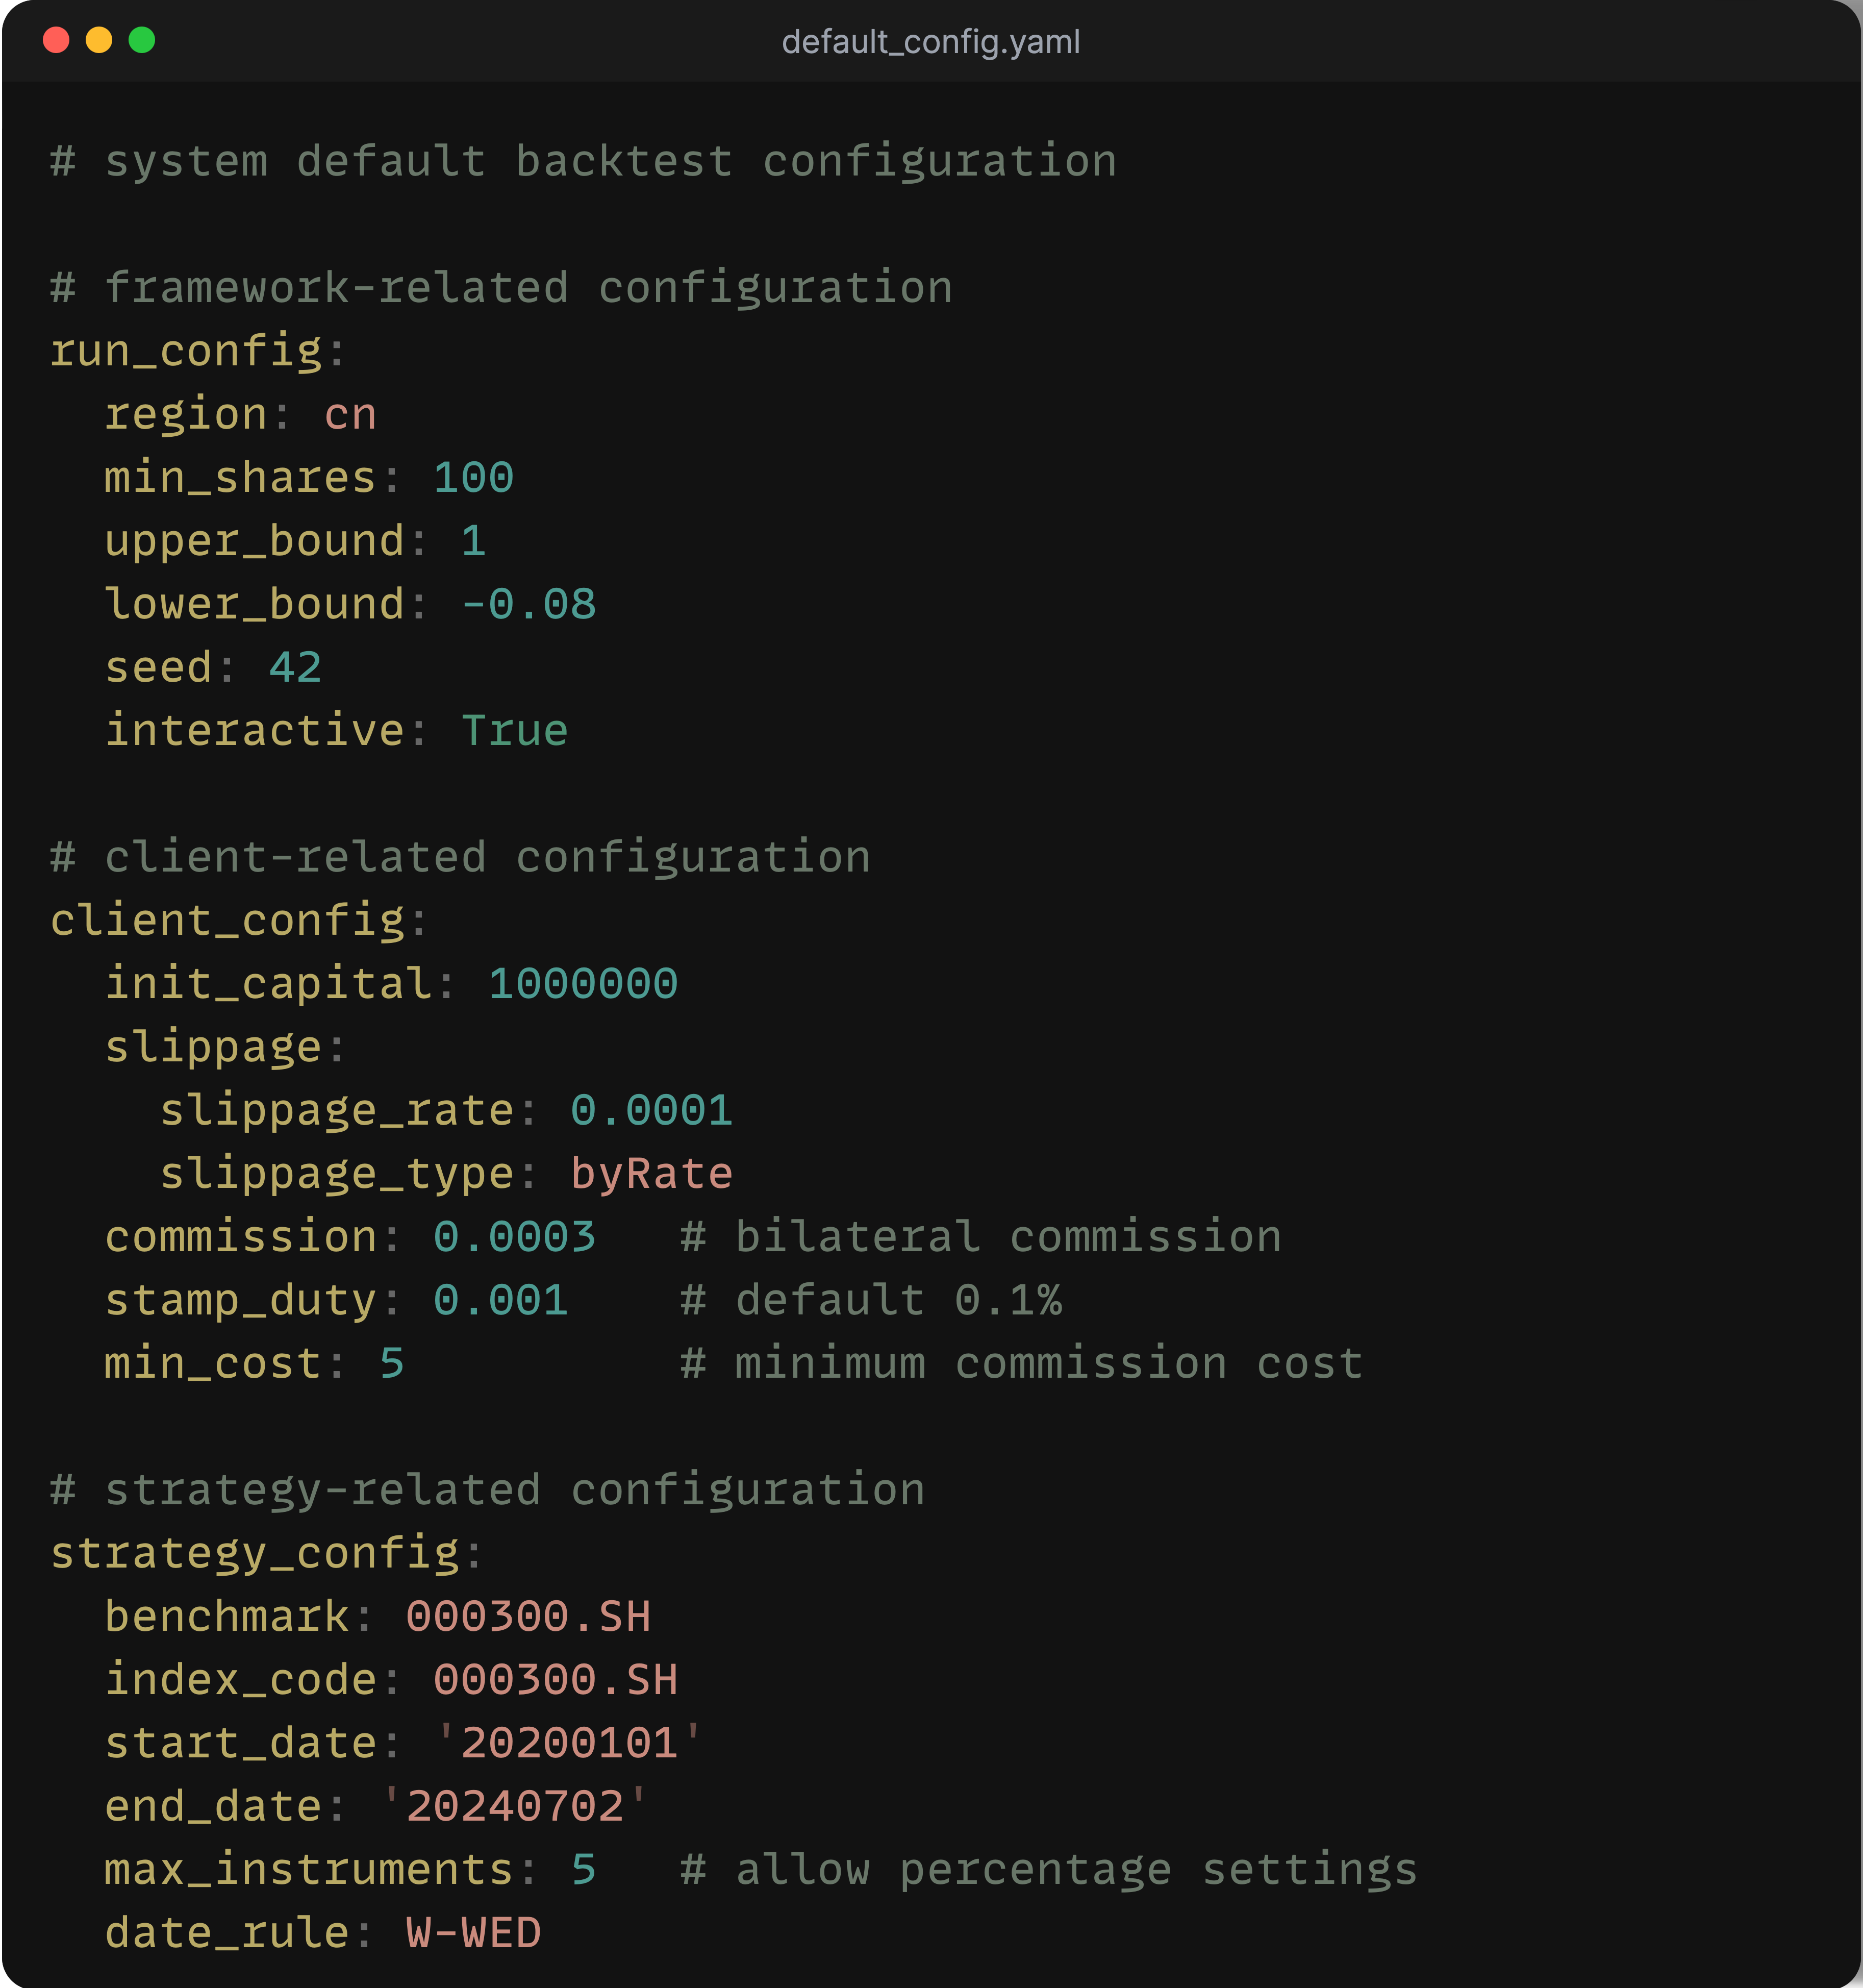 default_config.yaml
# system default backtest configuration
# framework-related configuration
run_config:
  region: cn
  min_shares: 100
  upper_bound: 1
  lower_bound: -0.08
  seed: 42
  interactive: True
# client-related configuration
client_config:
  init_capital: 1000000
  slippage:
    slippage_rate: 0.0001
    slippage_type: byRate
  commission: 0.0003   # bilateral commission
  stamp_duty: 0.001    # default 0.1%
  min_cost: 5          # minimum commission cost
# strategy-related configuration
strategy_config:
  benchmark: 000300.SH
  index_code: 000300.SH
  start_date: '20200101'
  end_date: '20240702'
  max_instruments: 5   # allow percentage settings
  date_rule: W-WED